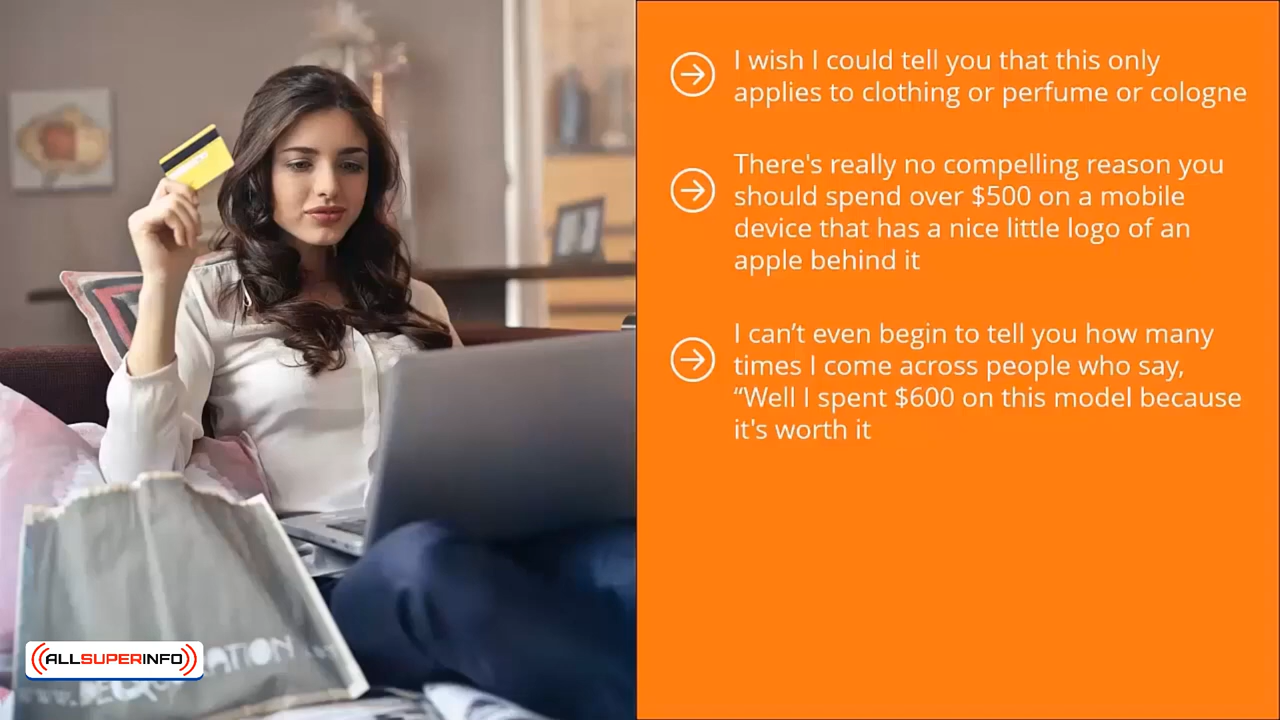 I wish I could tell you that this only
applies to clothing or perfume or cologne
There's really no compelling reason you
should spend over $500 on a mobile
device that has a nice little logo of an
apple behind it
I can’t even begin to tell you how many
times I come across people who say,
“Well I spent $600 on this model because
it's worth it
ALLSUPERINFO